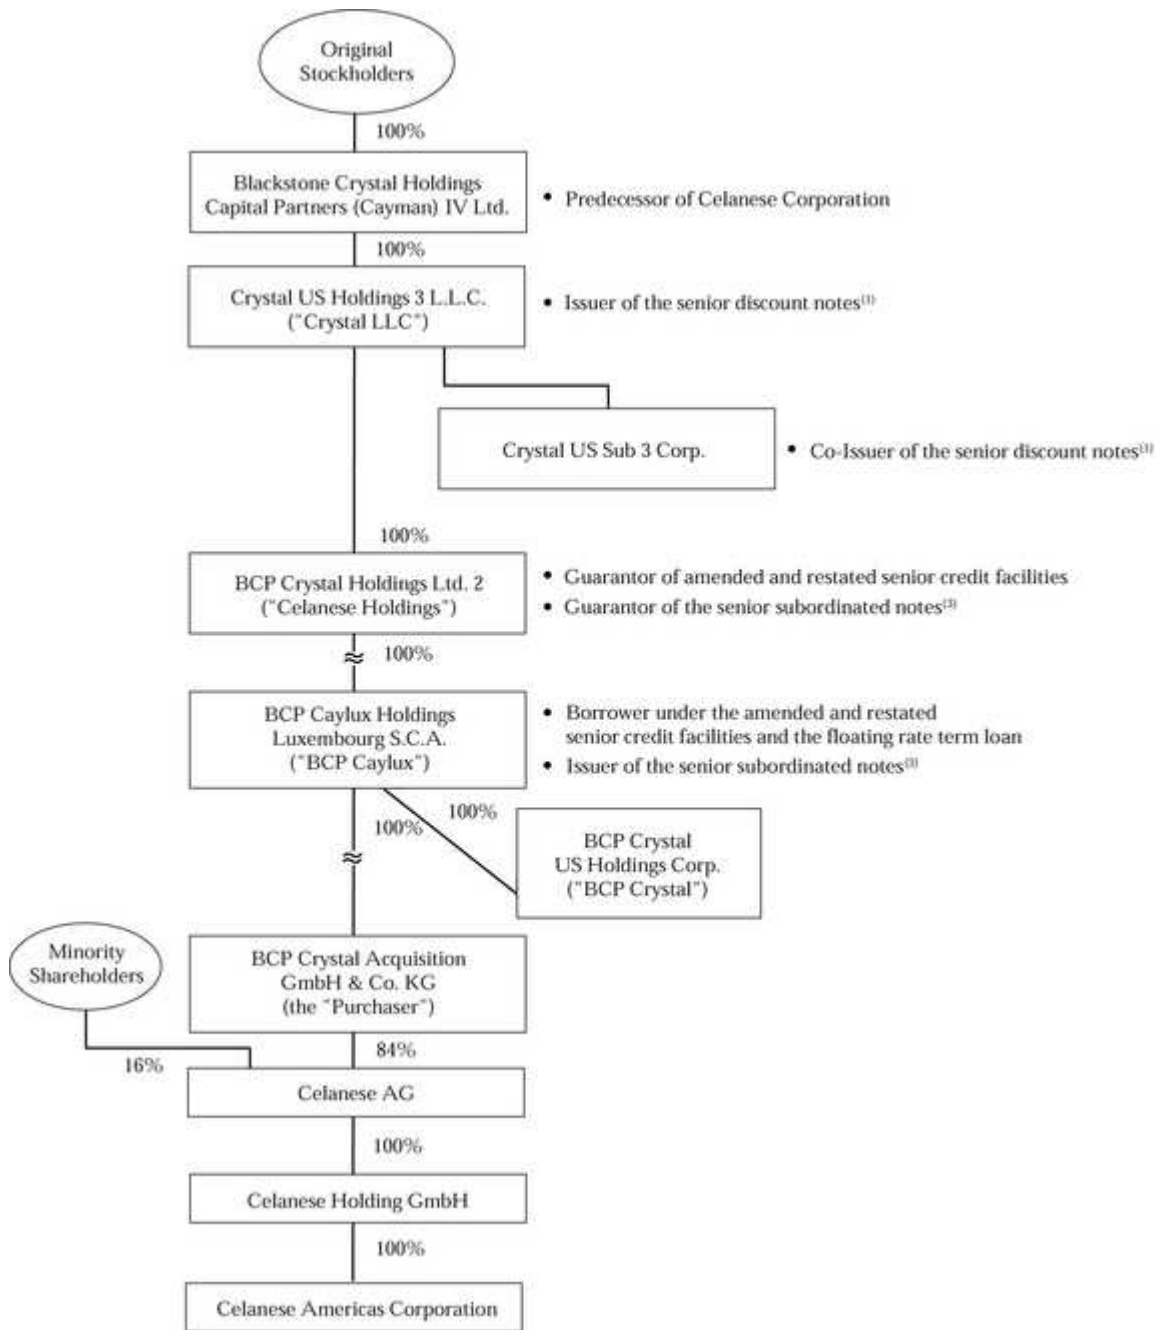 Original
Stockholders
100%
Blackstone Crystal Holdings
Capital Partners (Cayman) IV Ltd.
• Predecessor of Celanese Corporation
100%
Crystal US Holdings 3 L.L.C.
("Crystal LLC")
• Issuer of the senior discount notes(1)
Crystal US Sub 3 Corp.
• Co-Issuer of the senior discount notes(1)
100%
BCP Crystal Holdings Ltd. 2
("Celanese Holdings")
• Guarantor of amended and restated senior credit facilities
• Guarantor of the senior subordinated notes(3)
100%
BCP Caylux Holdings
Luxembourg S.C.A.
("BCP Caylux")
• Borrower under the amended and restated
senior credit facilities and the floating rate term loan
• Issuer of the senior subordinated notes(3)
100%
100%
BCP Crystal
US Holdings Corp.
("BCP Crystal")
Minority
Shareholders
BCP Crystal Acquisition
GmbH & Co. KG
(the "Purchaser")
16%
84%
Celanese AG
100%
Celanese Holding GmbH
100%
Celanese Americas Corporation